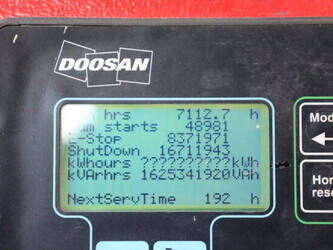 DOOSAN
hrs 7112.7 h
starts 48981
E-Stop 8371971
ShutDown 16711943
kWhours ??????????kWh
kVArhrs 1625341920VAh
NextServTime 192 h
Mod
Hor
rese